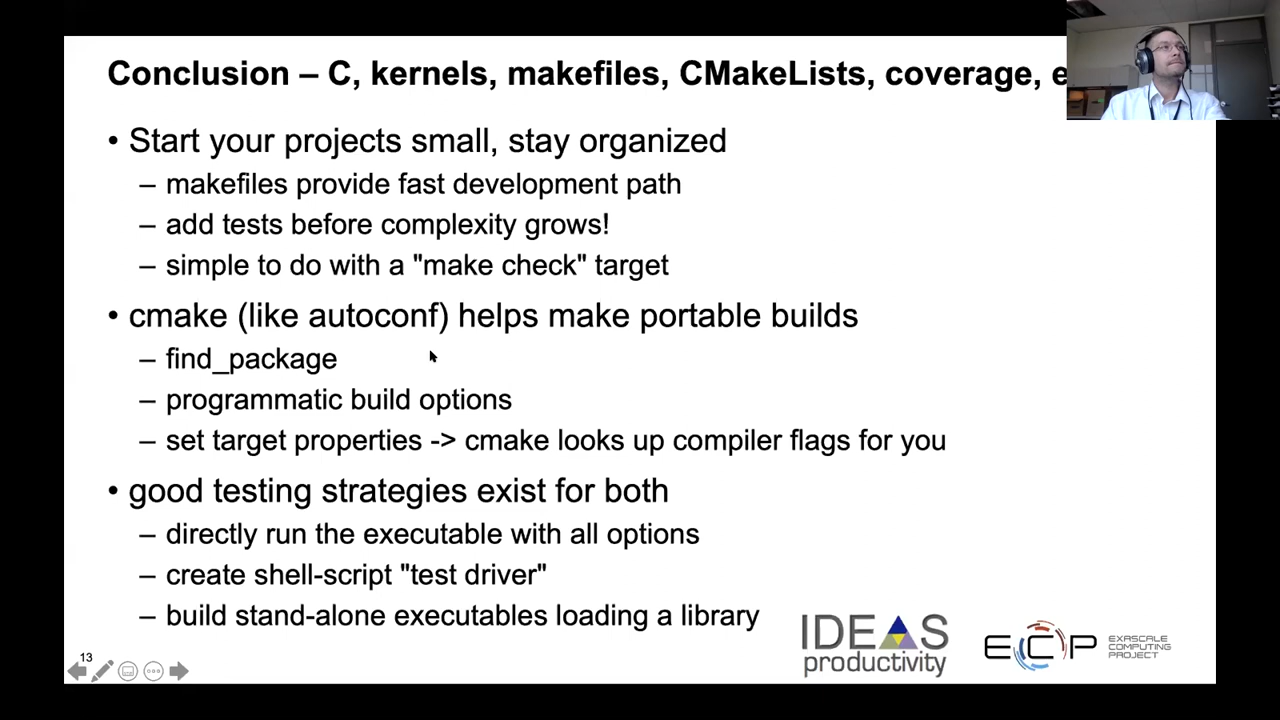 Conclusion – C, kernels, makefiles, CMakeLists, coverage,
• Start your projects small, stay organized
– makefiles provide fast development path
– add tests before complexity grows!
– simple to do with a "make check" target
• cmake (like autoconf) helps make portable builds
– find_package
– programmatic build options
– set target properties -> cmake looks up compiler flags for you
• good testing strategies exist for both
– directly run the executable with all options
– create shell-script "test driver"
– build stand-alone executables loading a library
IDEAS
productivity
ECP
EXASCALE
COMPUTING
PROJECT
13